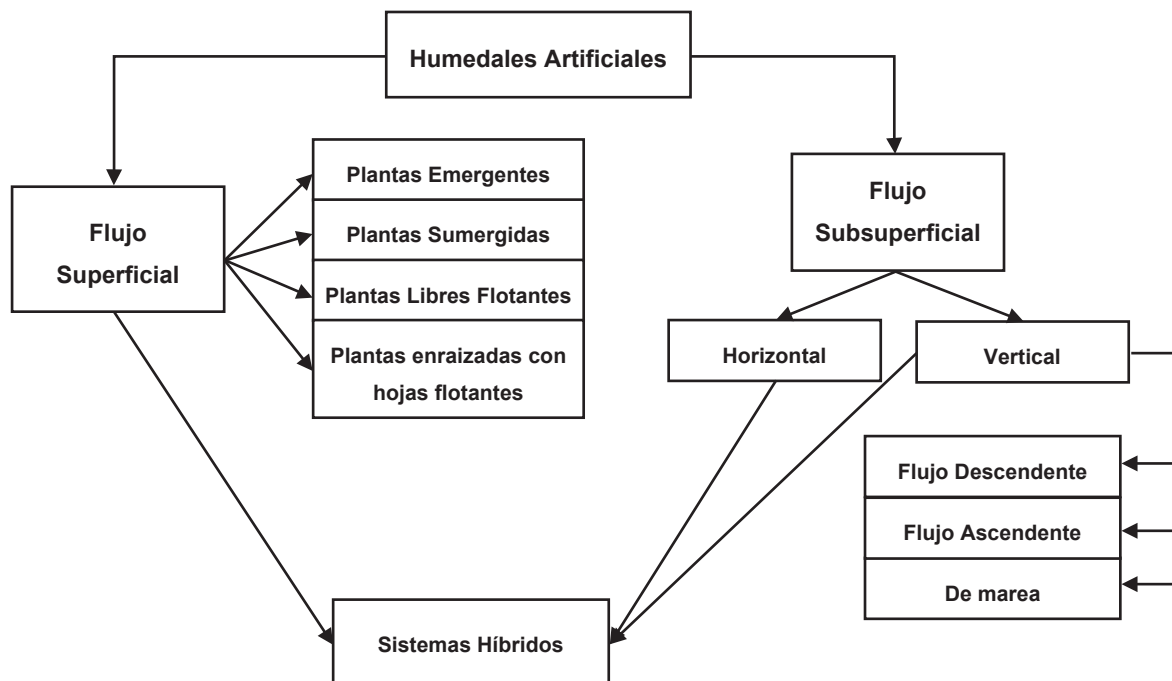 Humedales Artificiales
Flujo
Superficial
Plantas Emergentes
Plantas Sumergidas
Plantas Libres Flotantes
Plantas enraizadas con
hojas flotantes
Flujo
Subsuperficial
Horizontal
Vertical
Flujo Descendente
Flujo Ascendente
De marea
Sistemas Híbridos